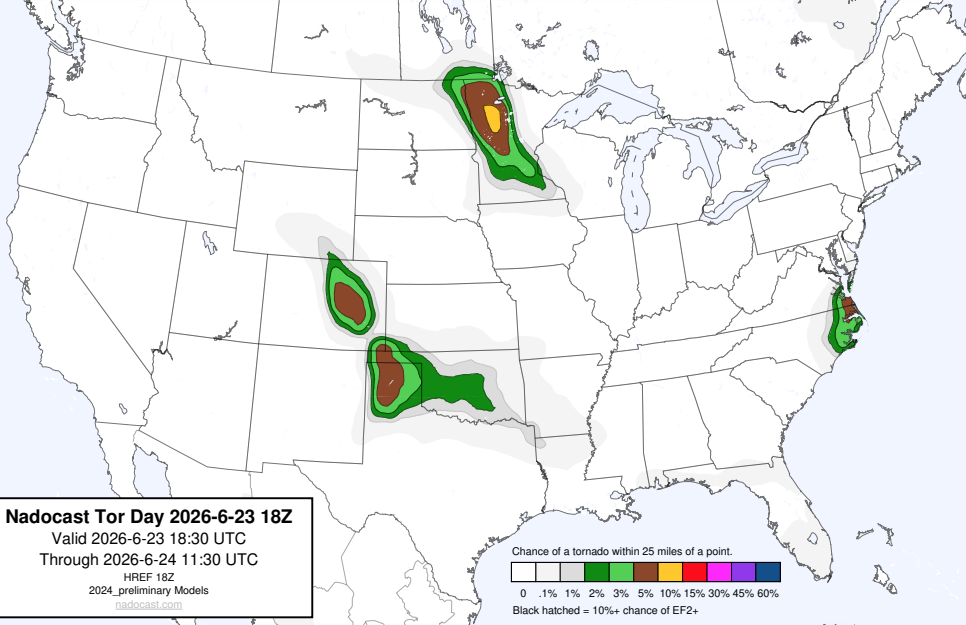 Nadocast Tor Day 2026-6-23 18Z
Valid 2026-6-23 18:30 UTC
Through 2026-6-24 11:30 UTC
HREF 18Z
2024_preliminary Models
nadocast.com
Chance of a tornado within 25 miles of a point.
0 .1% 1% 2% 3% 5% 10% 15% 30% 45% 60%
Black hatched = 10%+ chance of EF2+